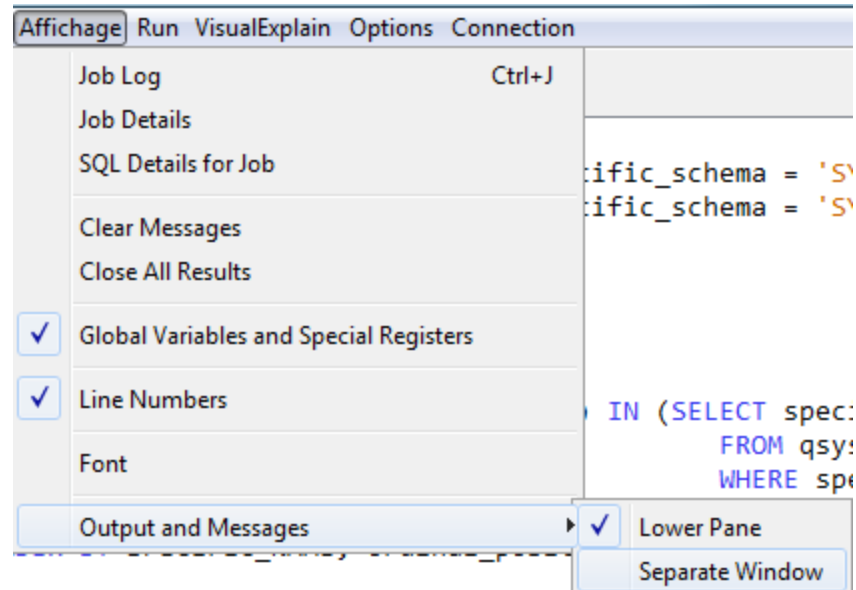 Affichage Run VisualExplain Options Connection
Job Log Ctrl+J
Job Details
SQL Details for Job
cific_schema = 'SY
cific_schema = 'SY
Clear Messages
Close All Results
Global Variables and Special Registers
Line Numbers
IN (SELECT speci
FROM qsys
WHERE spe
Font
Output and Messages
Lower Pane
Separate Window